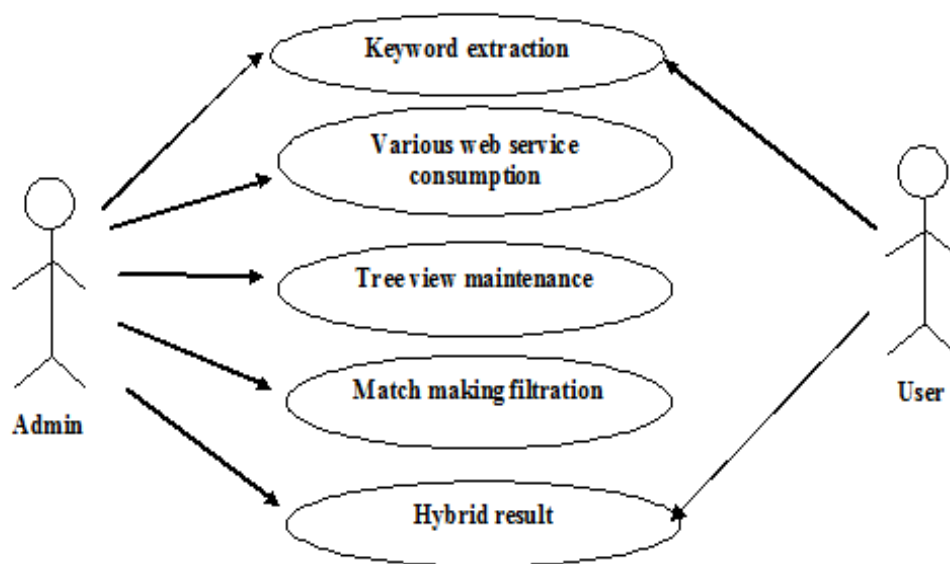 Keyword extraction
Various web service
consumption
Tree view maintenance
Match making filtration
Hybrid result
Admin
User